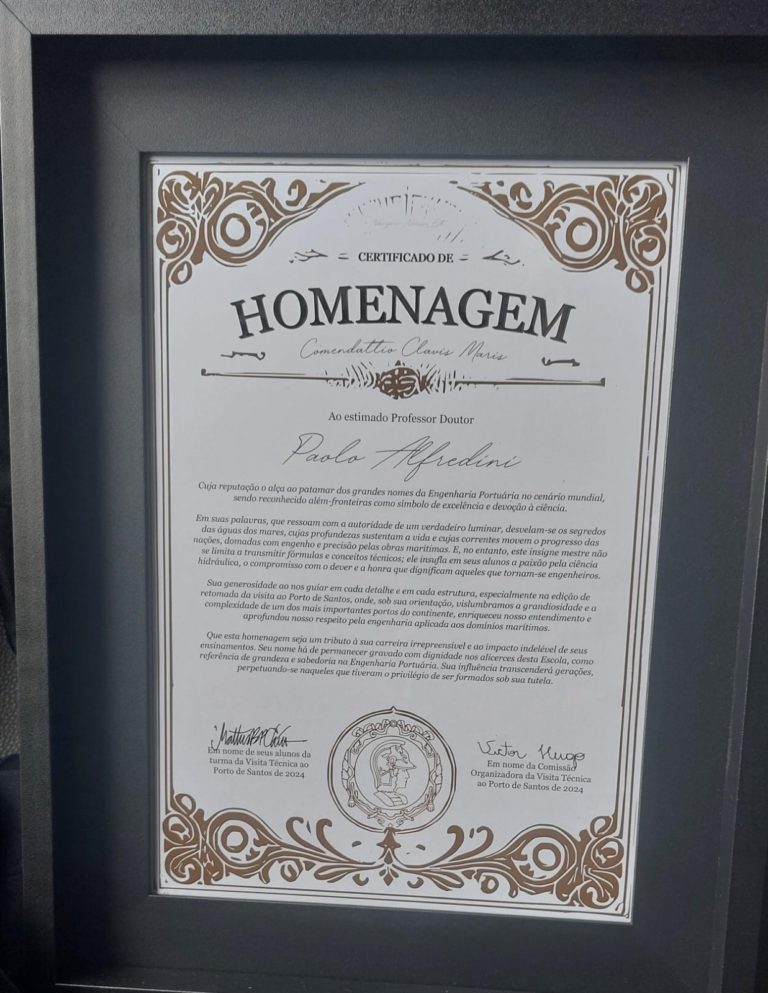 CERTIFICADO DE
HOMENAGEM
Comendattio Clavis Maris
Ao estimado Professor Doutor
Paolo Alfredini
Cuja reputação o alça ao patamar dos grandes nomes da Engenharia Portuária no cenário mundial,
sendo reconhecido além-fronteiras como símbolo de excelência e devoção à ciência.
Em suas palavras, que ressoam com a autoridade de um verdadeiro luminar, desvelam-se os segredos
das águas dos mares, cujas profundezas sustentam a vida e cujas correntes movem o progresso das
nações, domadas com engenho e precisão pelas obras marítimas. E, no entanto, este insigne mestre não
se limita a transmitir fórmulas e conceitos técnicos; ele insufla em seus alunos a paixão pela ciência
hidráulica, o compromisso com o dever e a honra que dignificam aqueles que tornam-se engenheiros.
Sua generosidade ao nos guiar em cada detalhe e em cada estrutura, especialmente na edição de
retomada da visita ao Porto de Santos, onde, sob sua orientação, vislumbramos a grandiosidade e a
complexidade de um dos mais importantes portos do continente, enriqueceu nosso entendimento e
aprofundou nosso respeito pela engenharia aplicada aos domínios marítimos.
Que esta homenagem seja um tributo à sua carreira irrepreensível e ao impacto indelével de seus
ensinamentos. Seu nome há de permanecer gravado com dignidade nos alicerces desta Escola, como
referência de grandeza e sabedoria na Engenharia Portuária. Sua influência transcenderá gerações,
perpetuando-se naqueles que tiveram o privilégio de ser formados sob sua tutela.
Em nome de seus alunos da
turma da Visita Técnica ao
Porto de Santos de 2024
Victor Hugo
Em nome da Comissão
Organizadora da Visita Técnica
ao Porto de Santos de 2024